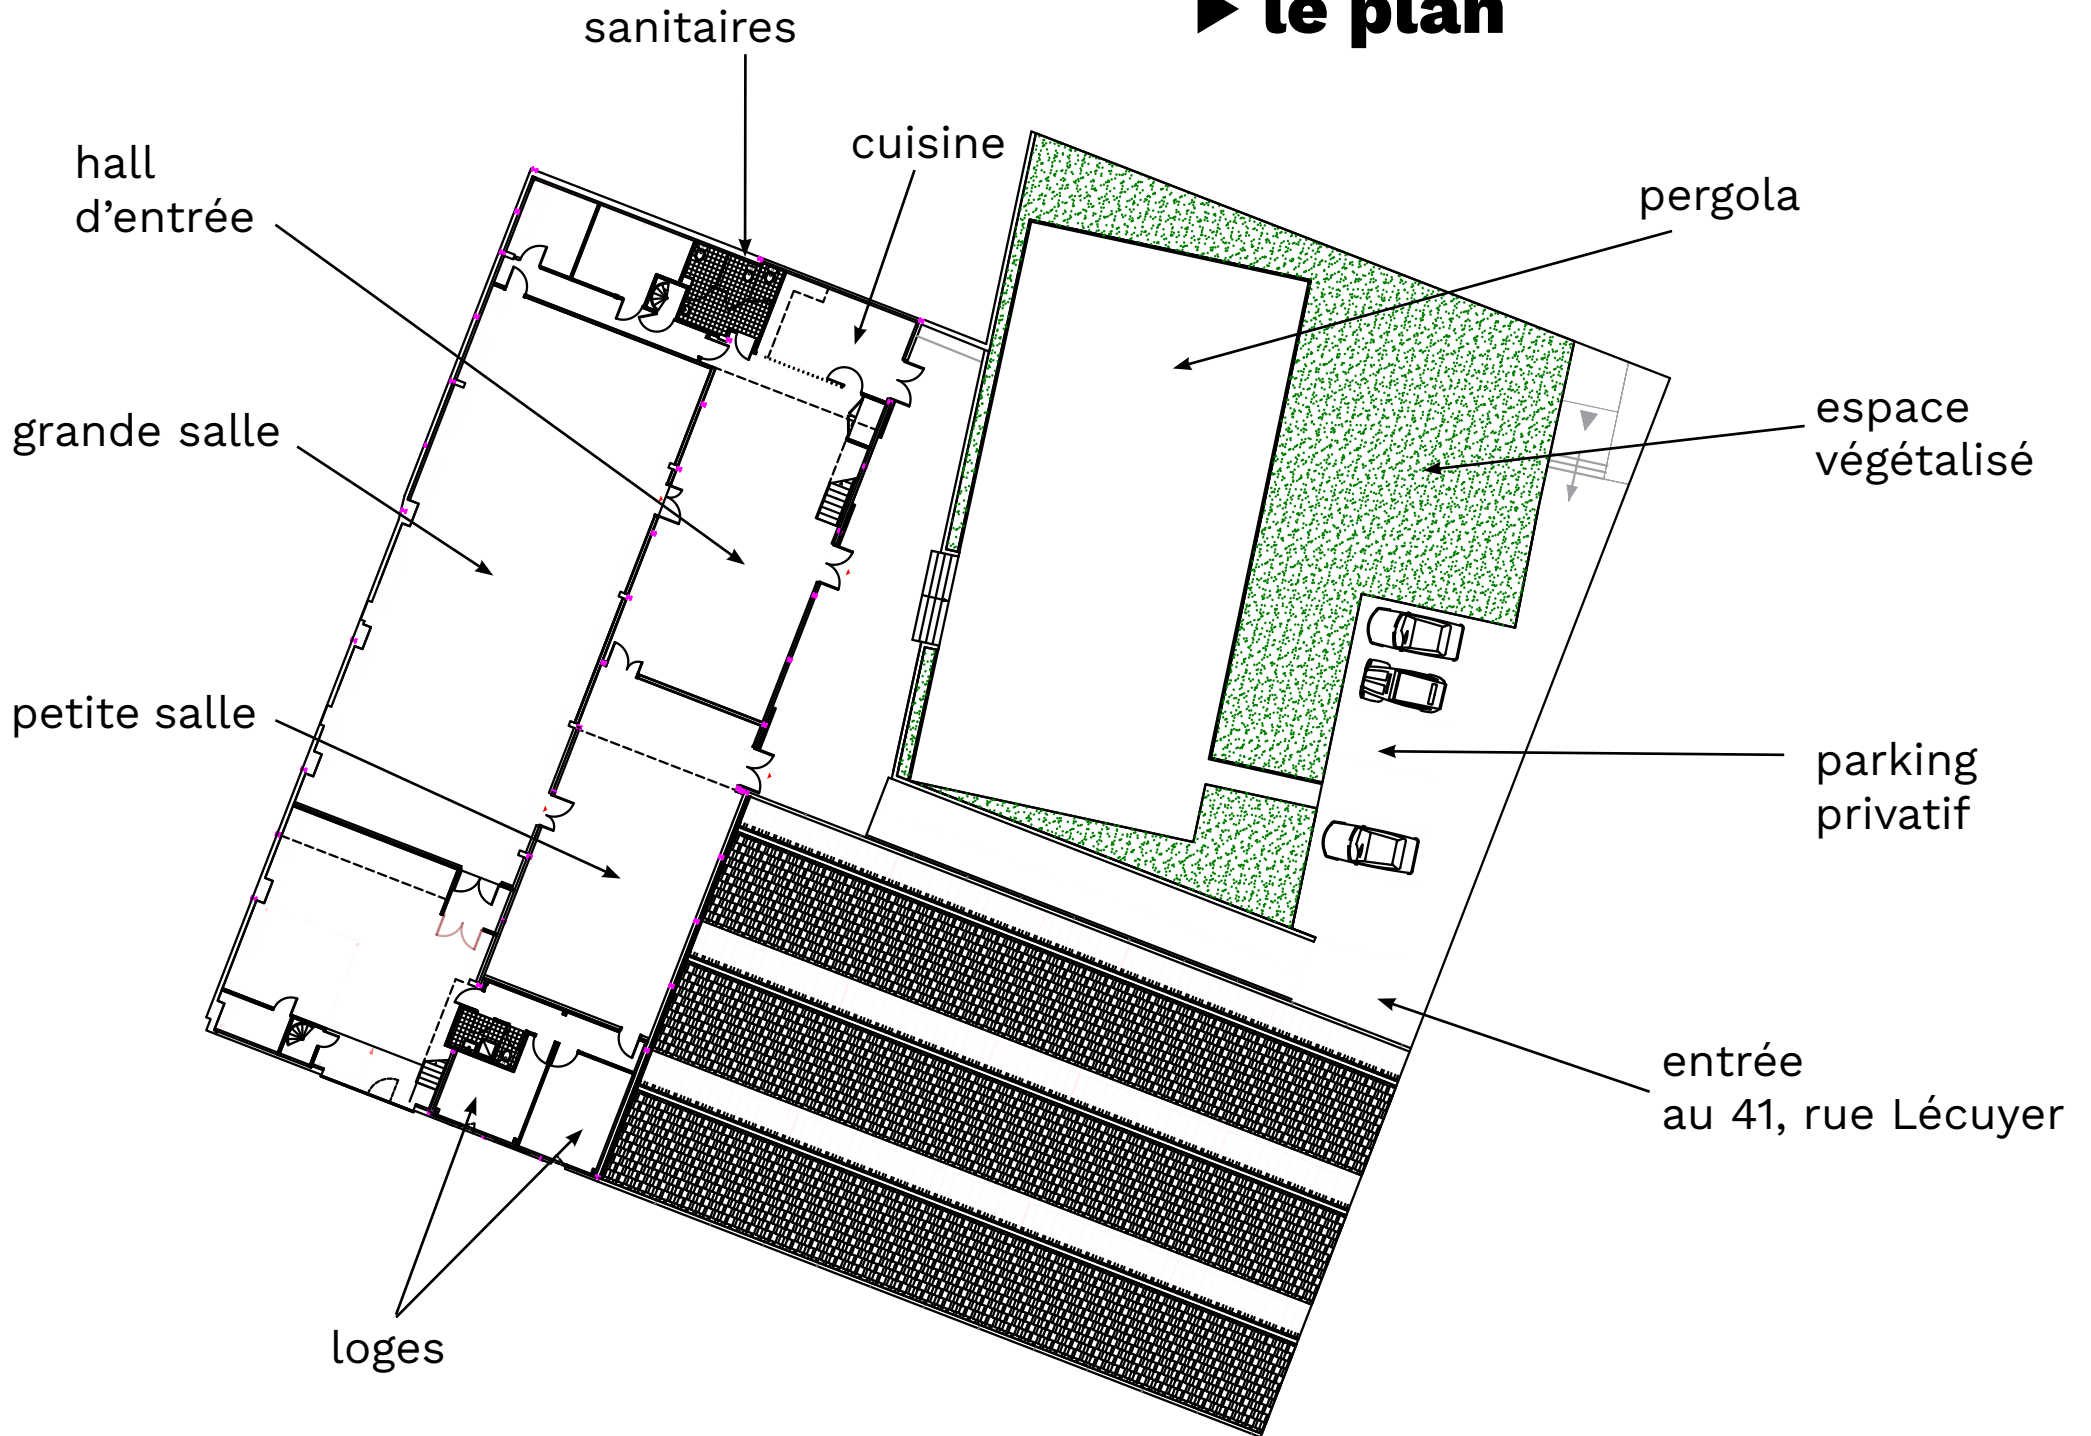 ▶ le plan
sanitaires
cuisine
hall
d’entrée
pergola
grande salle
espace
végétalisé
petite salle
parking
privatif
entrée
au 41, rue Lécuyer
loges